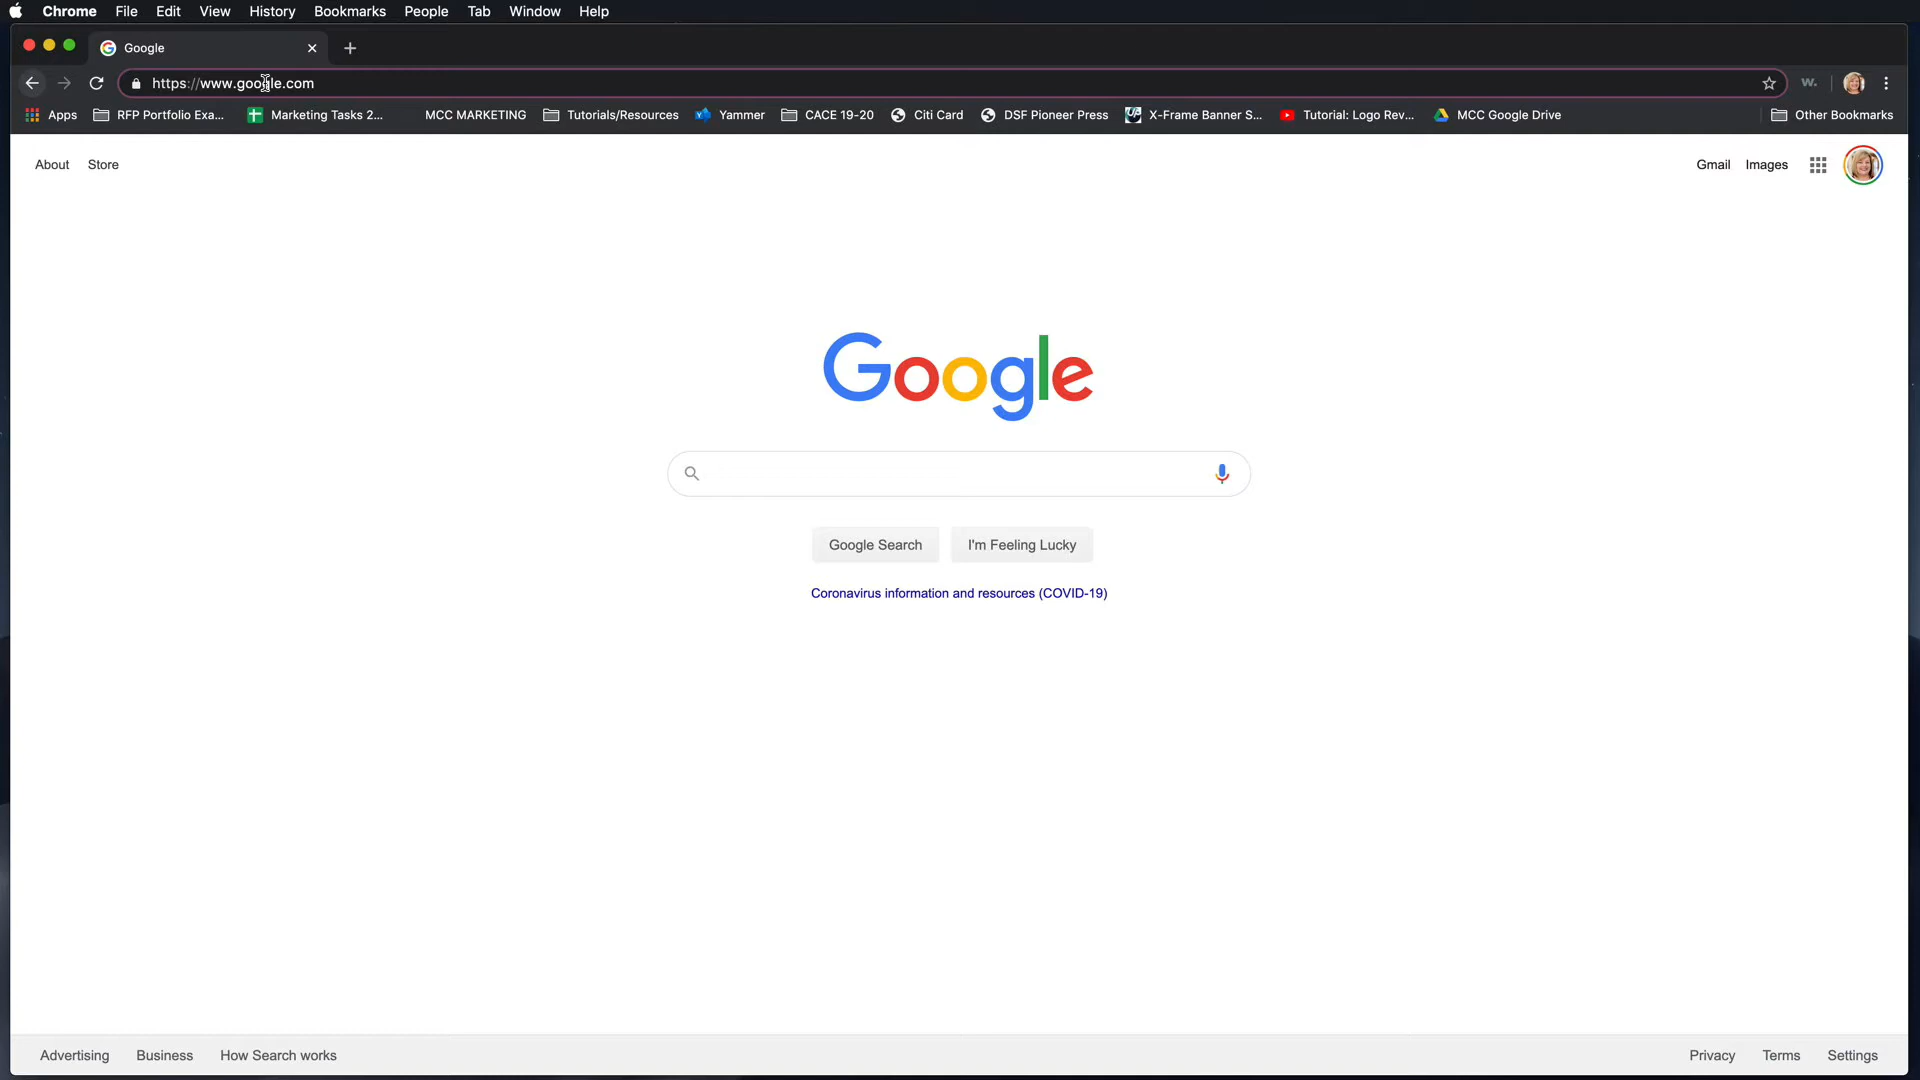 Chrome File Edit View History Bookmarks People Tab Window Help
Google
https://www.google.com
W.
Apps RFP Portfolio Exa... Marketing Tasks 2... MCC MARKETING Tutorials/Resources Yammer CACE 19-20 Citi Card DSF Pioneer Press X-Frame Banner S... Tutorial: Logo Rev... MCC Google Drive Other Bookmarks
About Store Gmail Images
Google
Google Search I'm Feeling Lucky
Coronavirus information and resources (COVID-19)
Advertising Business How Search works Privacy Terms Settings